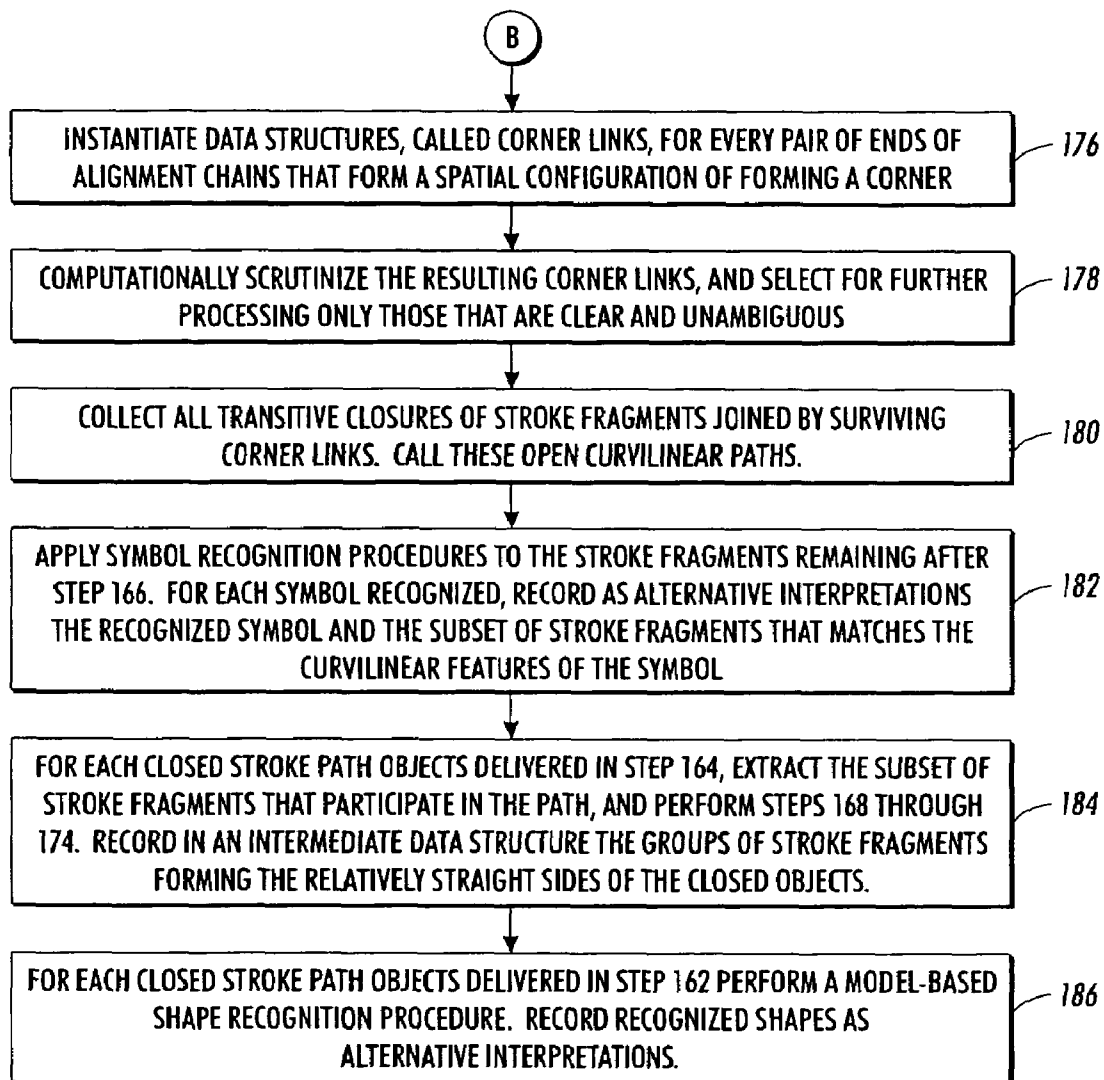 B
INSTANTIATE DATA STRUCTURES, CALLED CORNER LINKS, FOR EVERY PAIR OF ENDS OF
ALIGNMENT CHAINS THAT FORM A SPATIAL CONFIGURATION OF FORMING A CORNER
176
COMPUTATIONALLY SCRUTINIZE THE RESULTING CORNER LINKS, AND SELECT FOR FURTHER
PROCESSING ONLY THOSE THAT ARE CLEAR AND UNAMBIGUOUS
178
COLLECT ALL TRANSITIVE CLOSURES OF STROKE FRAGMENTS JOINED BY SURVIVING
CORNER LINKS. CALL THESE OPEN CURVILINEAR PATHS.
180
APPLY SYMBOL RECOGNITION PROCEDURES TO THE STROKE FRAGMENTS REMAINING AFTER
STEP 166. FOR EACH SYMBOL RECOGNIZED, RECORD AS ALTERNATIVE INTERPRETATIONS
THE RECOGNIZED SYMBOL AND THE SUBSET OF STROKE FRAGMENTS THAT MATCHES THE
CURVILINEAR FEATURES OF THE SYMBOL
182
FOR EACH CLOSED STROKE PATH OBJECTS DELIVERED IN STEP 164, EXTRACT THE SUBSET OF
STROKE FRAGMENTS THAT PARTICIPATE IN THE PATH, AND PERFORM STEPS 168 THROUGH
174. RECORD IN AN INTERMEDIATE DATA STRUCTURE THE GROUPS OF STROKE FRAGMENTS
FORMING THE RELATIVELY STRAIGHT SIDES OF THE CLOSED OBJECTS.
184
FOR EACH CLOSED STROKE PATH OBJECTS DELIVERED IN STEP 162 PERFORM A MODEL-BASED
SHAPE RECOGNITION PROCEDURE. RECORD RECOGNIZED SHAPES AS
ALTERNATIVE INTERPRETATIONS.
186